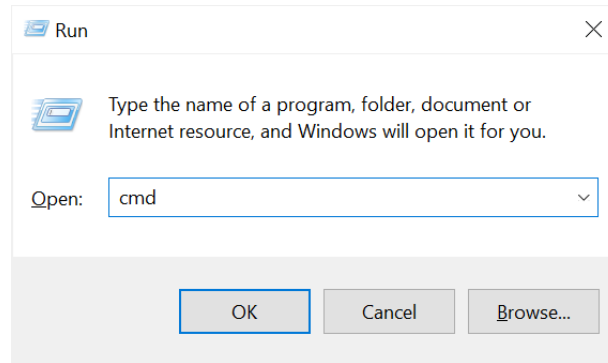 Run
Type the name of a program, folder, document or
Internet resource, and Windows will open it for you.
Open: cmd
OK Cancel Browse...